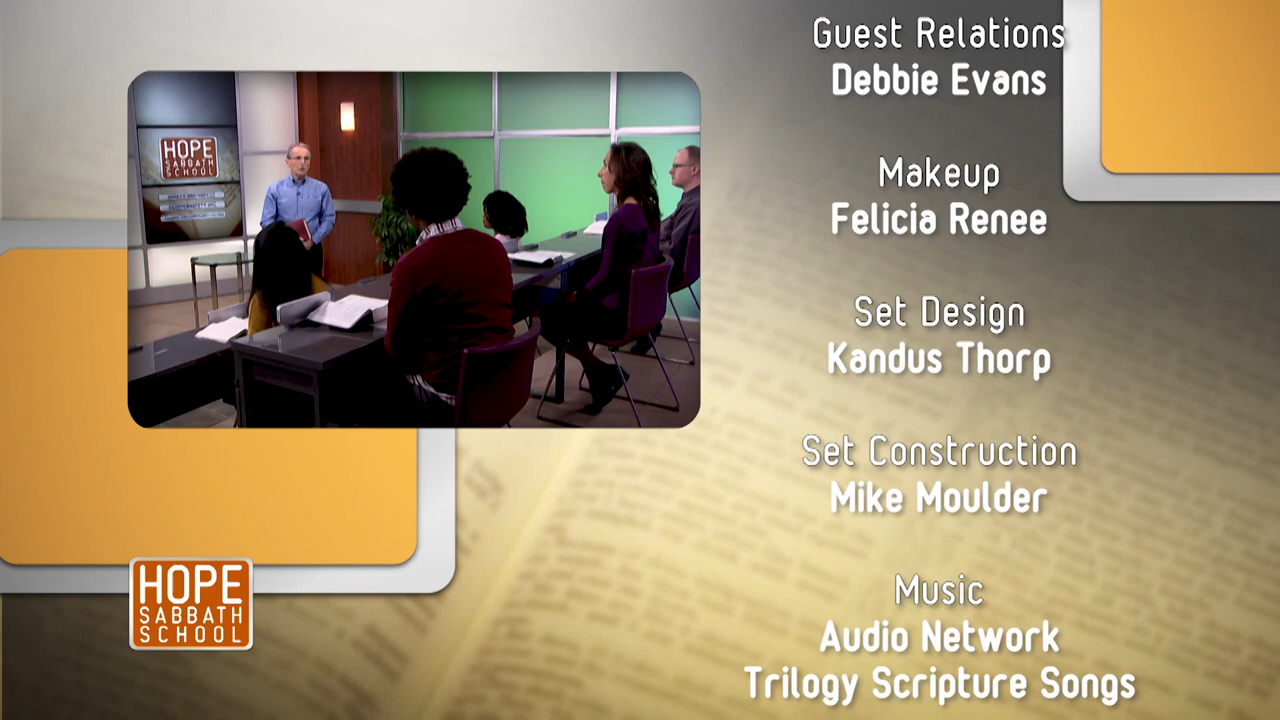 Guest Relations
Debbie Evans
Makeup
Felicia Renee
Set Design
Kandus Thorp
Set Construction
Mike Moulder
Music
Audio Network
Trilogy Scripture Songs
HOPE
SABBATH
SCHOOL
HOPE
SABBATH
SCHOOL